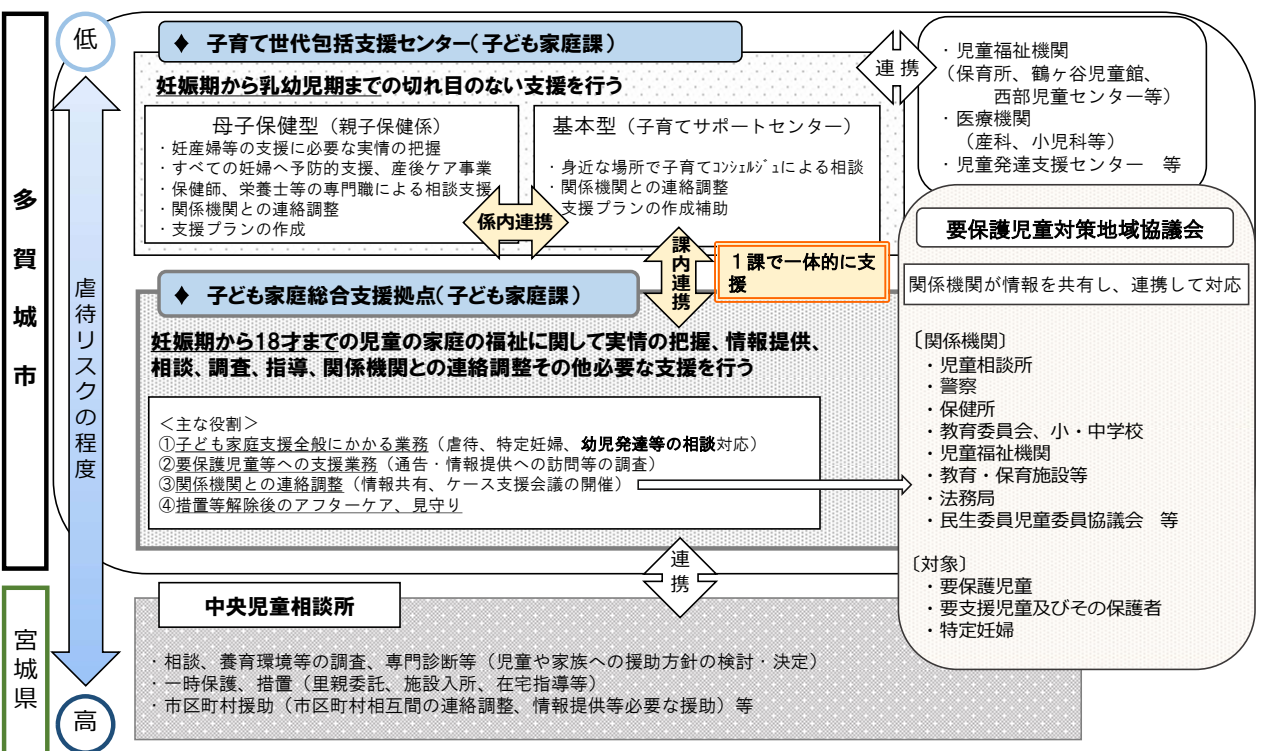 多賀城市
宮城県
低
虐待リスクの程度
高
♦ 子育て世代包括支援センター(子ども家庭課)
妊娠期から乳幼児期までの切れ目のない支援を行う
母子保健型（親子保健係）
・妊産婦等の支援に必要な実情の把握
・すべての妊婦へ予防的支援、産後ケア事業
・保健師、栄養士等の専門職による相談支援
・関係機関との連絡調整
・支援プランの作成
基本型（子育てサポートセンター）
・身近な場所で子育てｺﾝｼｪﾙｼﾞｭによる相談
・関係機関との連絡調整
・支援プランの作成補助
係内連携
課内連携
１課で一体的に支
援
連携
・児童福祉機関
（保育所、鶴ヶ谷児童館、
西部児童センター等）
・医療機関
（産科、小児科等）
・児童発達支援センター　等
♦ 子ども家庭総合支援拠点(子ども家庭課)
妊娠期から18才までの児童の家庭の福祉に関して実情の把握、情報提供、
相談、調査、指導、関係機関との連絡調整その他必要な支援を行う
＜主な役割＞
①子ども家庭支援全般にかかる業務（虐待、特定妊婦、幼児発達等の相談対応）
②要保護児童等への支援業務（通告・情報提供への訪問等の調査）
③関係機関との連絡調整（情報共有、ケース支援会議の開催）
④措置等解除後のアフターケア、見守り
要保護児童対策地域協議会
関係機関が情報を共有し、連携して対応
〔関係機関〕
・児童相談所
・警察
・保健所
・教育委員会、小・中学校
・児童福祉機関
・教育・保育施設等
・法務局
・民生委員児童委員協議会　等
〔対象〕
・要保護児童
・要支援児童及びその保護者
・特定妊婦
連携
中央児童相談所
・相談、養育環境等の調査、専門診断等（児童や家族への援助方針の検討・決定）
・一時保護、措置（里親委託、施設入所、在宅指導等）
・市区町村援助（市区町村相互間の連絡調整、情報提供等必要な援助）等